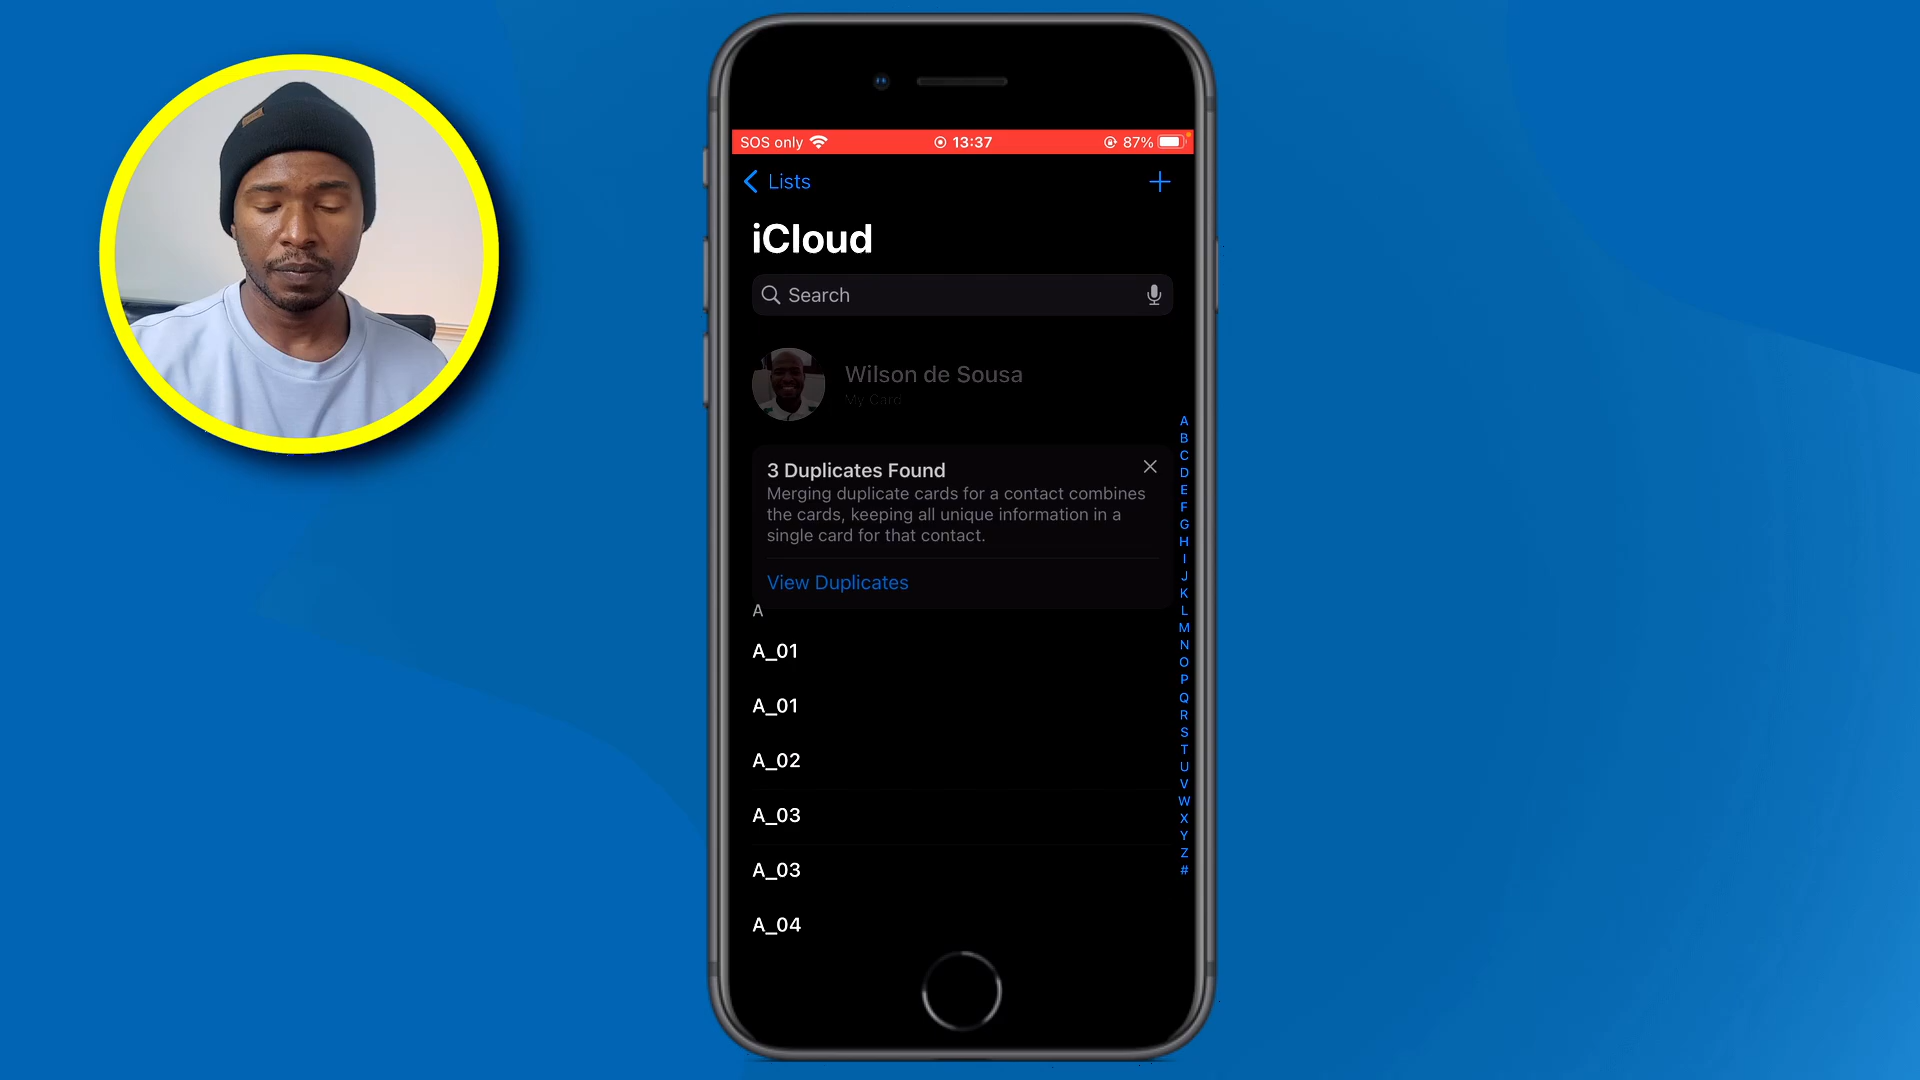 SOS only
13:37
87%
Lists
iCloud
Search
Wilson de Sousa
My Card
3 Duplicates Found
Merging duplicate cards for a contact combines
the cards, keeping all unique information in a
single card for that contact.
View Duplicates
A
A_01
A_01
A_02
A_03
A_03
A_04
A
B
C
D
E
F
G
H
I
J
K
L
M
N
O
P
Q
R
S
T
U
V
W
X
Y
Z
#